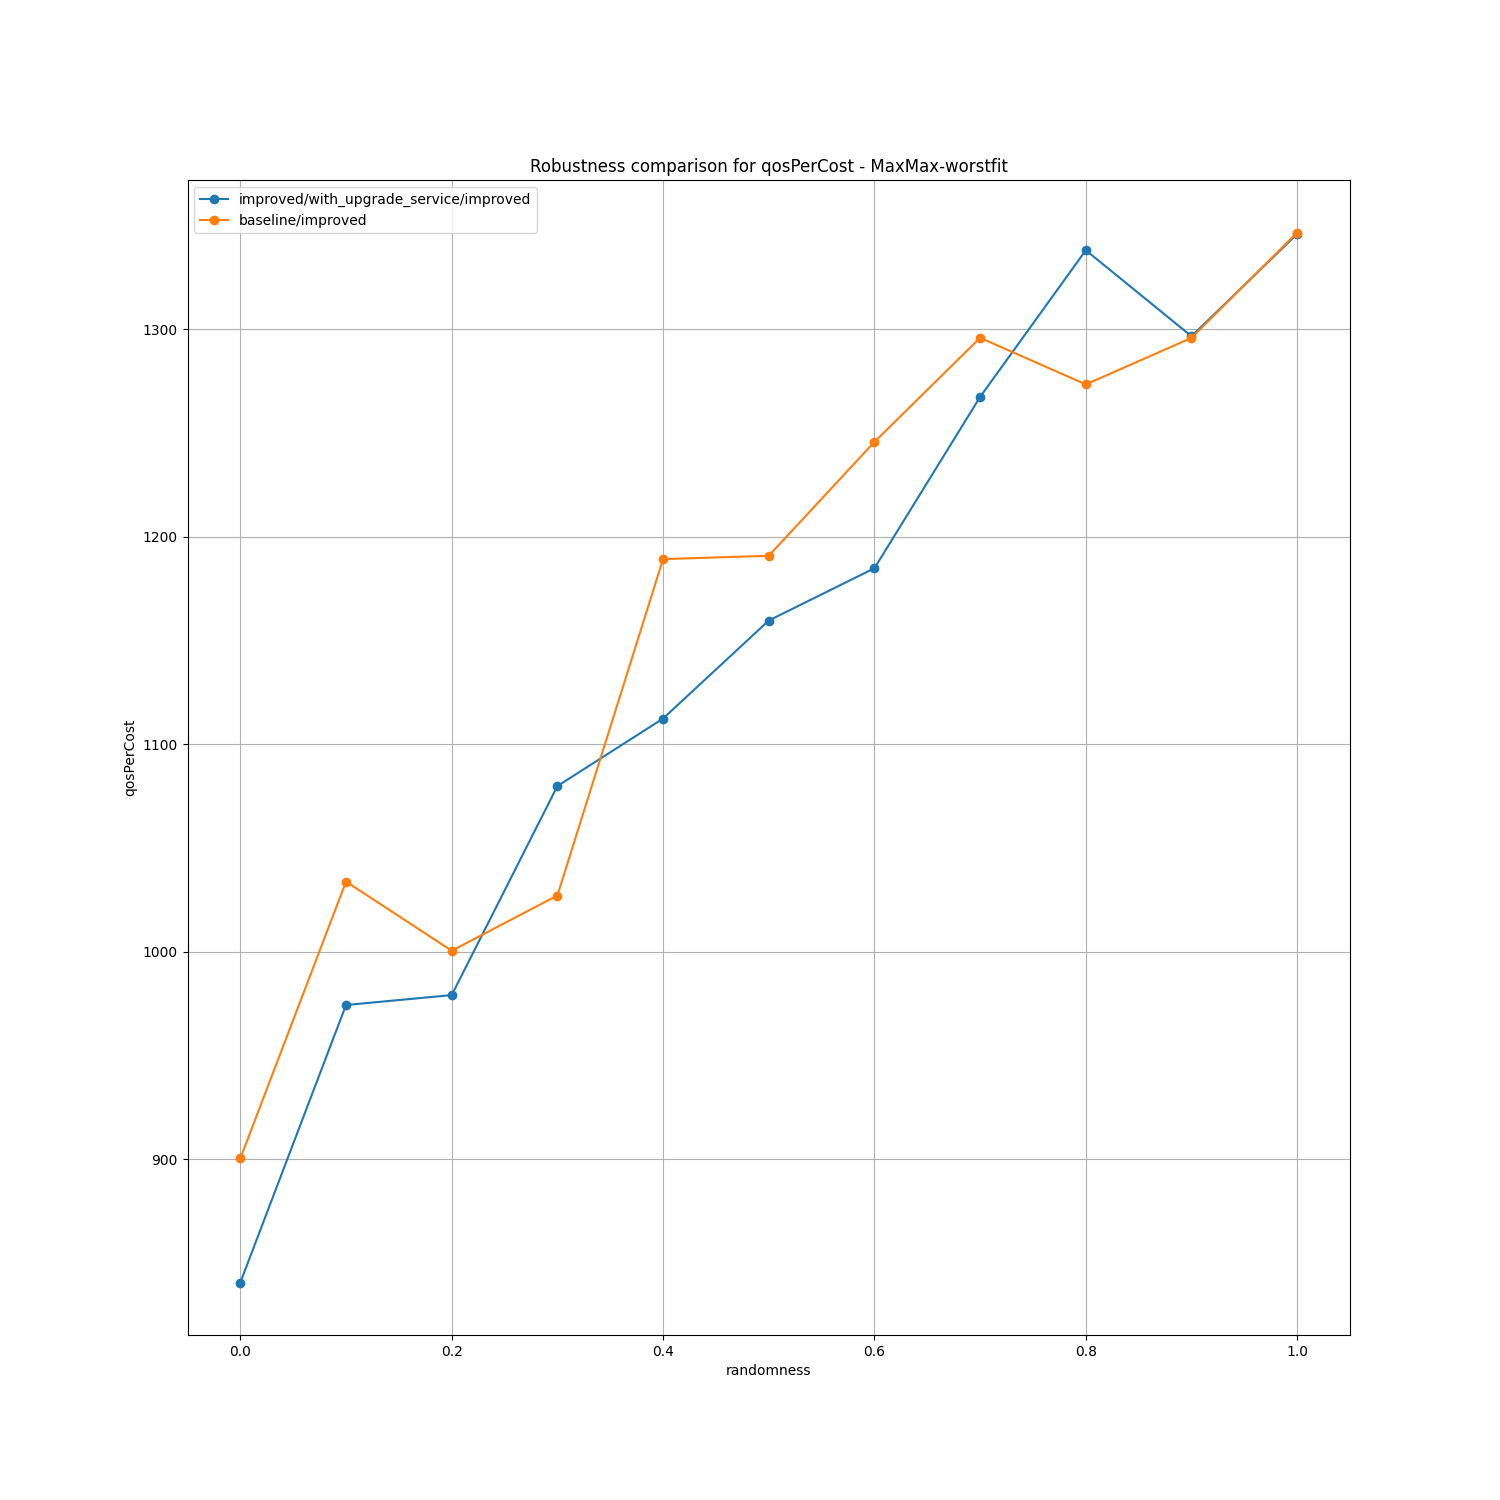 Robustness comparison for qosPerCost - MaxMax-worstfit
improved/with_upgrade_service/improved
baseline/improved
1300
1200
1100
1000
900
qosPerCost
0.0 0.2 0.4 0.6 0.8 1.0
randomness